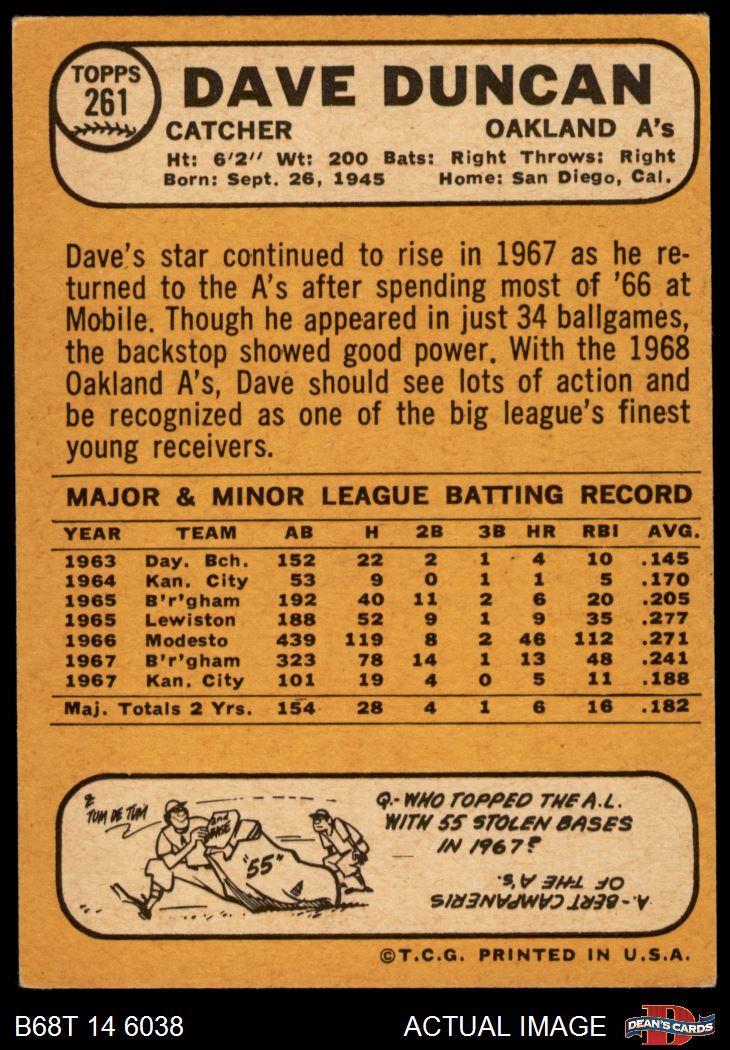 TOPPS
261
DAVE DUNCAN
CATCHER OAKLAND A's
Ht: 6'2" Wt: 200 Bats: Right Throws: Right
Born: Sept. 26, 1945 Home: San Diego, Cal.
Dave's star continued to rise in 1967 as he re-
turned to the A's after spending most of '66 at
Mobile. Though he appeared in just 34 ballgames,
the backstop showed good power. With the 1968
Oakland A's, Dave should see lots of action and
be recognized as one of the big league's finest
young receivers.
MAJOR & MINOR LEAGUE BATTING RECORD
YEAR TEAM AB H 2B 3B HR RBI AVG.
1963 Day. Bch. 152 22 2 1 4 10 .145
1964 Kan. City 53 9 0 1 1 5 .170
1965 B'r'gham 192 40 11 2 6 20 .205
1965 Lewiston 188 52 9 1 9 35 .277
1966 Modesto 439 119 8 2 46 112 .271
1967 B'r'gham 323 78 14 1 13 48 .241
1967 Kan. City 101 19 4 0 5 11 .188
Maj. Totals 2 Yrs. 154 28 4 1 6 16 .182
TUM DE TUM
2nd
BASE
"55"
Q.-WHO TOPPED THE A.L.
WITH 55 STOLEN BASES
IN 1967?
A.-BERT CAMPANERIS
OF THE A's.
©T.C.G. PRINTED IN U.S.A.
B68T 14 6038 ACTUAL IMAGE
D
DEAN'S CARDS